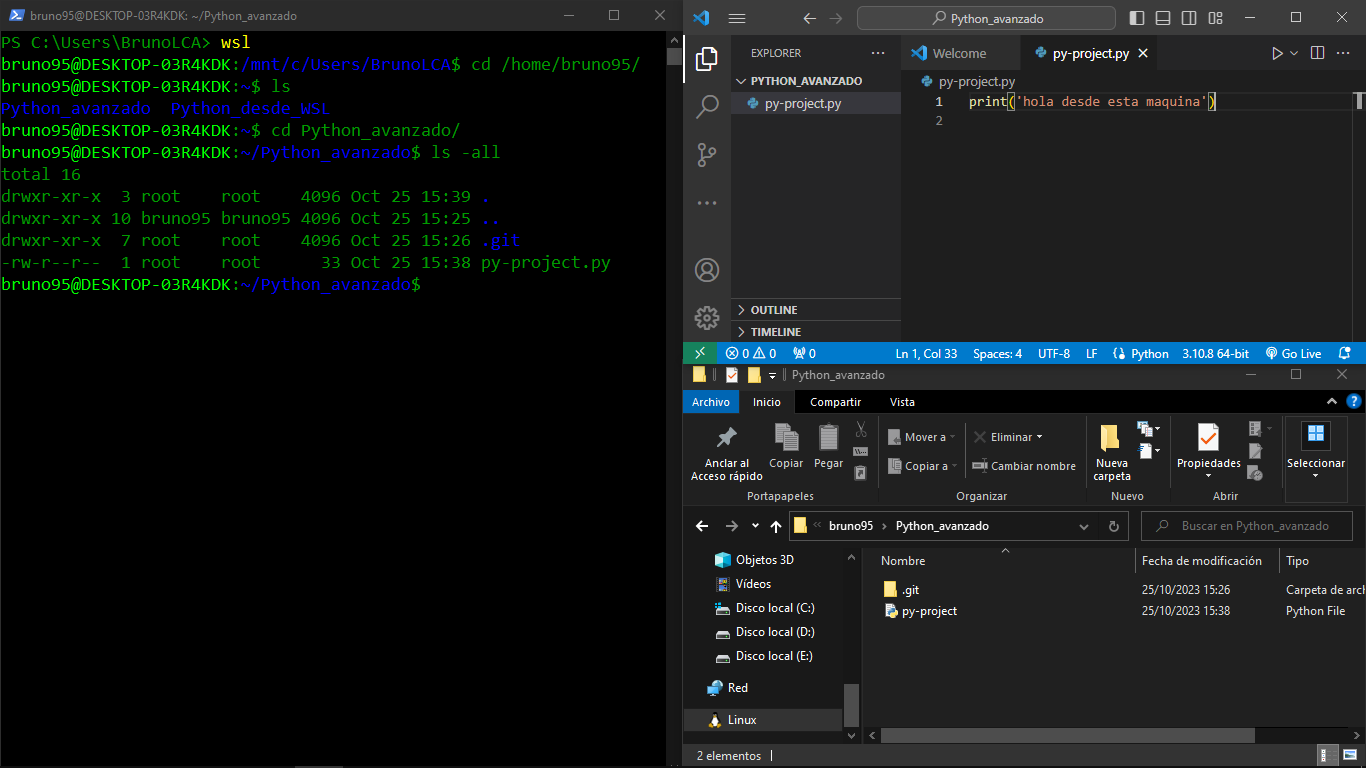 bruno95@DESKTOP-03R4KDK: ~/Python_avanzado
PS C:\Users\BrunoLCA> wsl
bruno95@DESKTOP-03R4KDK:/mnt/c/Users/BrunoLCA$ cd /home/bruno95/
bruno95@DESKTOP-03R4KDK:~$ ls
Python_avanzado  Python_desde_WSL
bruno95@DESKTOP-03R4KDK:~$ cd Python_avanzado/
bruno95@DESKTOP-03R4KDK:~/Python_avanzado$ ls -all
total 16
drwxr-xr-x  3 root    root    4096 Oct 25 15:39 .
drwxr-xr-x 10 bruno95 bruno95 4096 Oct 25 15:25 ..
drwxr-xr-x  7 root    root    4096 Oct 25 15:26 .git
-rw-r--r--  1 root    root      33 Oct 25 15:38 py-project.py
bruno95@DESKTOP-03R4KDK:~/Python_avanzado$
Python_avanzado
EXPLORER
PYTHON_AVANZADO
py-project.py
OUTLINE
TIMELINE
Welcome
py-project.py
py-project.py
1 print('hola desde esta maquina')
2
0 0 0 Ln 1, Col 33 Spaces: 4 UTF-8 LF Python 3.10.8 64-bit Go Live
Python_avanzado
Archivo Inicio Compartir Vista
Anclar al
Acceso rápido
Copiar
Pegar
Portapapeles
Mover a
Copiar a
Eliminar
Cambiar nombre
Organizar
Nueva
carpeta
Nuevo
Propiedades
Abrir
Seleccionar
bruno95 › Python_avanzado
Buscar en Python_avanzado
Objetos 3D
Vídeos
Disco local (C:)
Disco local (D:)
Disco local (E:)
Red
Linux
Nombre Fecha de modificación Tipo
.git 25/10/2023 15:26 Carpeta de arch
py-project 25/10/2023 15:38 Python File
2 elementos